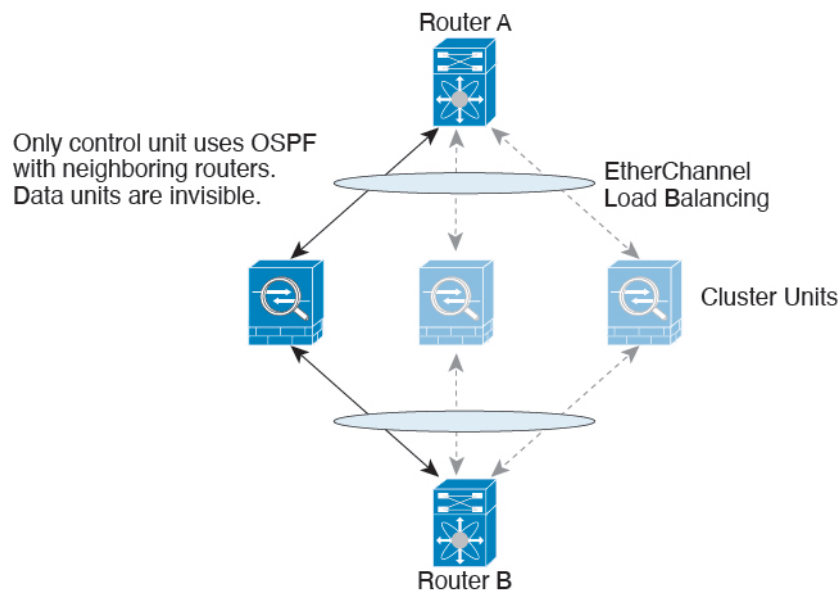 Router A
Only control unit uses OSPF
with neighboring routers.
Data units are invisible.
EtherChannel
Load Balancing
Cluster Units
Router B